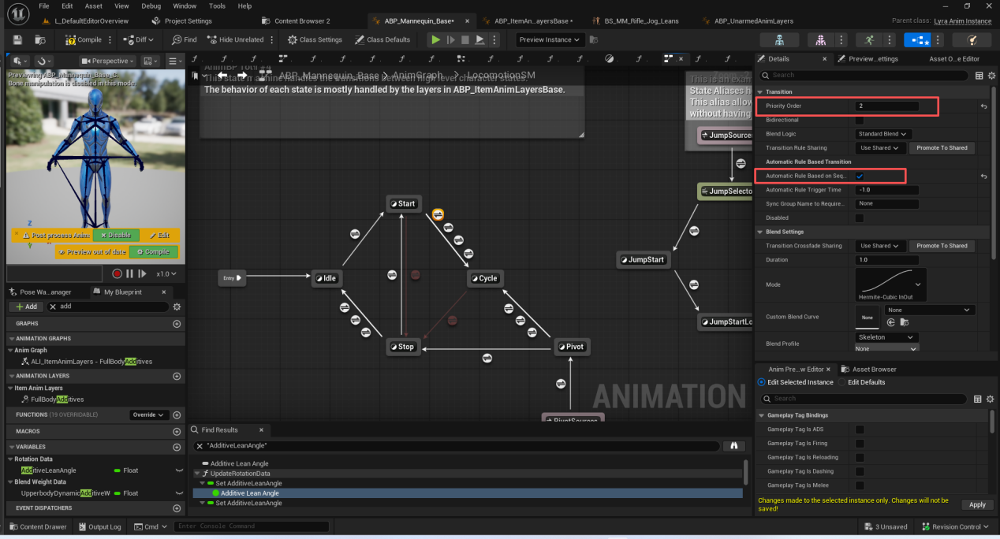 File Edit Asset View Debug Window Tools Help
L_DefaultEditorOverview
Project Settings
Content Browser 2
ABP_Mannequin_Base*
ABP_ItemAn_ayersBase*
BS_MM_Rifle_Jog_Leans
ABP_UnarmedAnimLayers
Parent class: Lyra Anim Instance
Compile
Diff
Find
Hide Unrelated
Class Settings
Class Defaults
Preview Instance
Perspective
Previewing ABP_Mannequin_Base_C.
Bone manipulation is disabled in this mode.
Z
Post process Anim:
Disable
Edit
Preview out of date
Compile
x1.0
Pose Wa...anager
My Blueprint
Add
add
GRAPHS
ANIMATION GRAPHS
Anim Graph
ALI_ItemAnimLayers - FullBodyAdditives
ANIMATION LAYERS
Item Anim Layers
FullBodyAdditives
FUNCTIONS (19 OVERRIDABLE)
Override
MACROS
VARIABLES
Rotation Data
AdditiveLeanAngle
Float
Blend Weight Data
UpperbodyDynamicAdditiveW
Float
EVENT DISPATCHERS
AnimBP Tool #4
ABP_Mannequin_Base > AnimGraph > LocomotionSM
This state machine handles the transitions between high level character states.
The behavior of each state is mostly handled by the layers in ABP_ItemAnimLayersBase.
This is an exam
State Aliases h
This alias allow
without having
JumpSource
JumpSelecto
JumpStart
JumpStartLo
Start
Entry
Idle
Cycle
Stop
Pivot
PivotSources
ANIMATION
Find Results
"AdditiveLeanAngle"
Additive Lean Angle
UpdateRotationData
Set AdditiveLeanAngle
Additive Lean Angle
Set AdditiveLeanAngle
Details
Preview...ettings
Asset O...e Editor
Search
Transition
Priority Order
2
Bidirectional
Blend Logic
Standard Blend
Transition Rule Sharing
Use Shared
Promote To Shared
Automatic Rule Based Transition
Automatic Rule Based on Seq...
Automatic Rule Trigger Time
-1.0
Sync Group Name to Require...
None
Disabled
Blend Settings
Transition Crossfade Sharing
Use Shared
Promote To Shared
Duration
1.0
Mode
Hermite-Cubic InOut
Custom Blend Curve
None
None
Blend Profile
Skeleton
None
Anim Pre...w Editor
Asset Browser
Edit Selected Instance
Edit Defaults
Search
Gameplay Tag Bindings
Gameplay Tag Is ADS
Gameplay Tag Is Firing
Gameplay Tag Is Reloading
Gameplay Tag Is Dashing
Gameplay Tag Is Melee
Changes made to the selected instance only. Changes will not be
saved!
Apply
Content Drawer
Output Log
Cmd
Enter Console Command
3 Unsaved
Revision Control